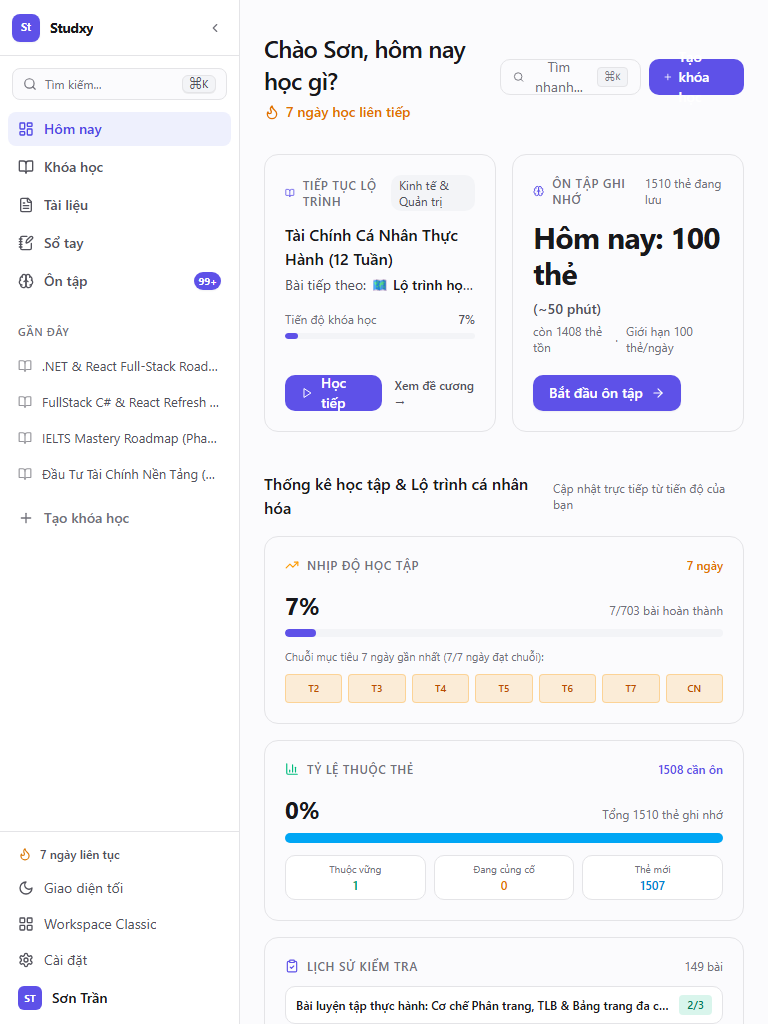 St Studxy
Tìm kiếm... ⌘K
Hôm nay
Khóa học
Tài liệu
Sổ tay
Ôn tập 99+
GẦN ĐÂY
.NET & React Full-Stack Road...
FullStack C# & React Refresh ...
IELTS Mastery Roadmap (Pha...
Đầu Tư Tài Chính Nền Tảng (...
Tạo khóa học
7 ngày liên tục
Giao diện tối
Workspace Classic
Cài đặt
ST Sơn Trần
Chào Sơn, hôm nay
học gì?
7 ngày học liên tiếp
Tìm
nhanh...
⌘K
Tạo
khóa
học
TIẾP TỤC LỘ
TRÌNH
Kinh tế &
Quản trị
Tài Chính Cá Nhân Thực
Hành (12 Tuần)
Bài tiếp theo: Lộ trình họ...
Tiến độ khóa học 7%
Học
tiếp
Xem đề cương
→
ÔN TẬP GHI
NHỚ
1510 thẻ đang
lưu
Hôm nay: 100
thẻ
(~50 phút)
còn 1408 thẻ
tồn
·
Giới hạn 100
thẻ/ngày
Bắt đầu ôn tập →
Thống kê học tập & Lộ trình cá nhân
hóa
Cập nhật trực tiếp từ tiến độ của
bạn
NHỊP ĐỘ HỌC TẬP 7 ngày
7% 7/703 bài hoàn thành
Chuỗi mục tiêu 7 ngày gần nhất (7/7 ngày đạt chuỗi):
T2 T3 T4 T5 T6 T7 CN
TỶ LỆ THUỘC THẺ 1508 cần ôn
0% Tổng 1510 thẻ ghi nhớ
Thuộc vững Đang củng cố Thẻ mới
1 0 1507
LỊCH SỬ KIỂM TRA 149 bài
Bài luyện tập thực hành: Cơ chế Phân trang, TLB & Bảng trang đa c... 2/3